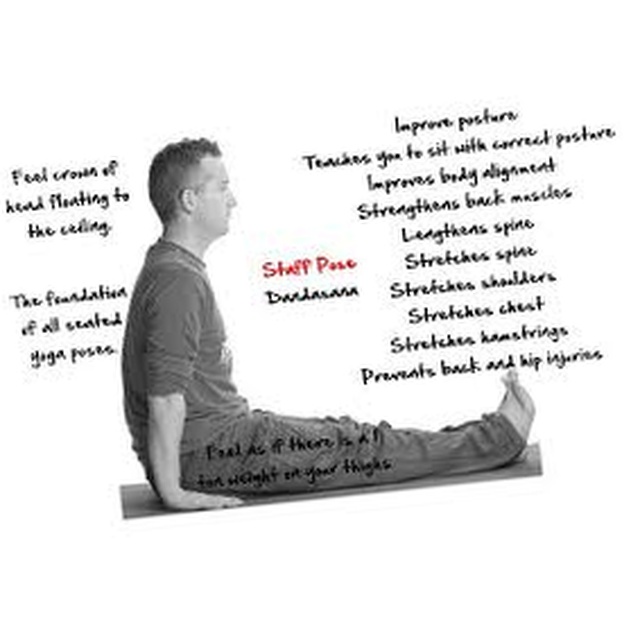 Feel crown of
head floating to
the ceiling.
The foundation
of all seated
yoga poses.
Staff Pose
Dandasana
Improve posture
Teaches you to sit with correct posture
Improves body alignment
Strengthens back muscles
Lengthens spine
Stretches spine
Stretches shoulders
Stretches chest
Stretches hamstrings
Prevents back and hip injuries
Feel as if there is a 1
ton weight on your thighs